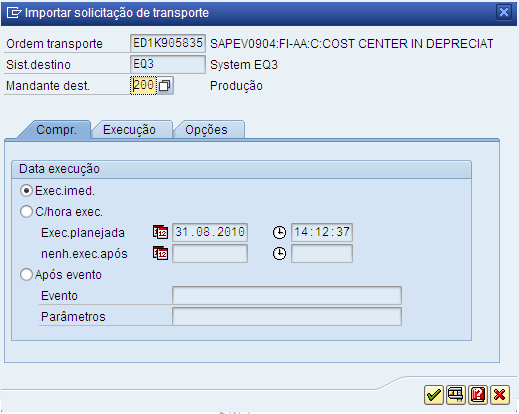 Importar solicitação de transporte
Ordem transporte ED1K905835 SAPEV0904:FI-AA:C:COST CENTER IN DEPRECIAT
Sist.destino EQ3 System EQ3
Mandante dest. 200 Produção
Compr. Execução Opções
Data execução
Exec.imed.
C/hora exec.
Exec.planejada 31.08.2010 14:12:37
nenh.exec.após
Após evento
Evento
Parâmetros